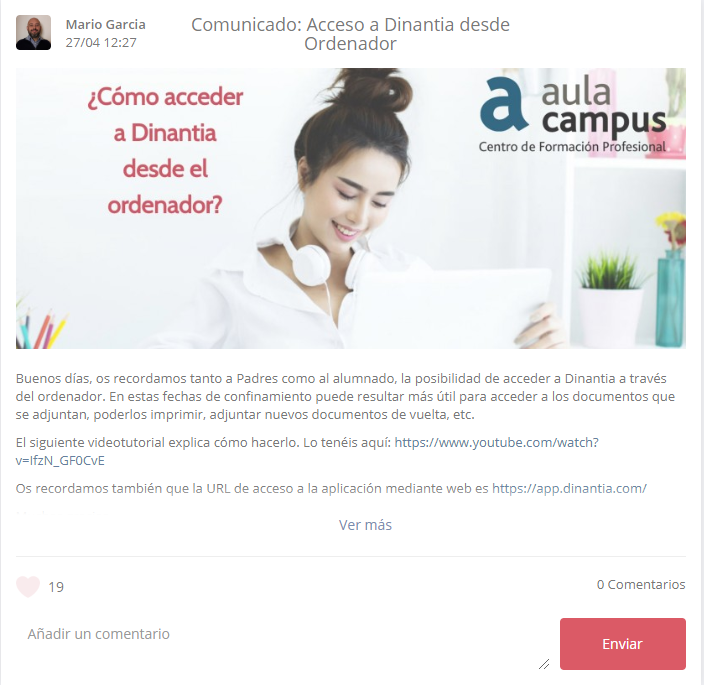 Mario Garcia
27/04 12:27
Comunicado: Acceso a Dinantia desde
Ordenador
¿Cómo acceder
a Dinantia
desde el
ordenador?
a aula
campus
Centro de Formación Profesional
Buenos días, os recordamos tanto a Padres como al alumnado, la posibilidad de acceder a Dinantia a través
del ordenador. En estas fechas de confinamiento puede resultar más útil para acceder a los documentos que
se adjuntan, poderlos imprimir, adjuntar nuevos documentos de vuelta, etc.
El siguiente videotutorial explica cómo hacerlo. Lo tenéis aquí: https://www.youtube.com/watch?
v=IfzN_GF0CvE
Os recordamos también que la URL de acceso a la aplicación mediante web es https://app.dinantia.com/
Ver más
19
0 Comentarios
Añadir un comentario
Enviar